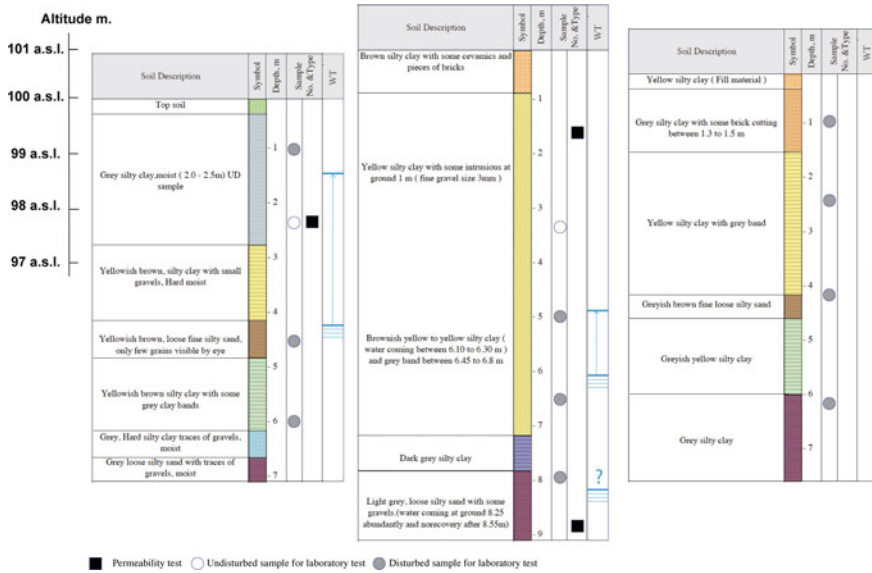 Altitude m.
101 a.s.l.
100 a.s.l.
99 a.s.l.
98 a.s.l.
97 a.s.l.
Soil Description
Symbol
Depth, m
Sample
No. &Type
WT
Top soil
Grey silty clay,moist ( 2.0 - 2.5m) UD
sample
Yellowish brown, silty clay with small
gravels, Hard moist
Yellowish brown, loose fine silty sand,
only few grains visible by eye
Yellowish brown silty clay with some
grey clay bands
Grey, Hard silty clay traces of gravels,
moist
Grey loose silty sand with traces of
gravels, moist
- 1
- 2
- 3
- 4
- 5
- 6
- 7
Soil Description
Symbol
Depth, m
Sample
No. &Type
WT
Brown silty clay with some cevamics and
pieces of bricks
Yellow silty clay with some intrusious at
ground 1 m ( fine gravel size 3mm )
Brownish yellow to yellow silty clay (
water coming between 6.10 to 6.30 m )
and grey band between 6.45 to 6.8 m
Dark grey silty clay
Light grey, loose silty sand with some
gravels.(water coming at ground 8.25
abundantly and norecovery after 8.55m)
- 1
- 2
- 3
- 4
- 5
- 6
- 7
- 8
- 9
?
Soil Description
Symbol
Depth, m
Sample
No. &Type
WT
Yellow silty clay ( Fill material )
Grey silty clay with some brick cutting
between 1.3 to 1.5 m
Yellow silty clay with grey band
Greyish brown fine loose silty sand
Greyish yellow silty clay
Grey silty clay
- 1
- 2
- 3
- 4
- 5
- 6
- 7
Permeability test
Undisturbed sample for laboratory test
Disturbed sample for laboratory test